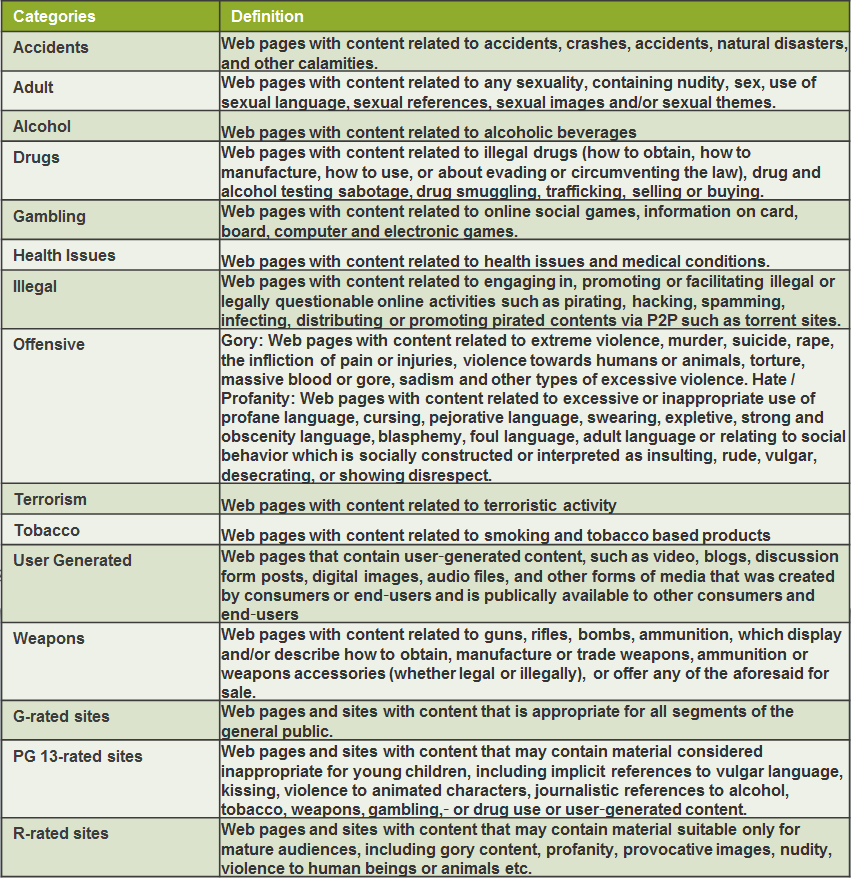 Categories
Definition
Accidents
Web pages with content related to accidents, crashes, accidents, natural disasters,
and other calamities.
Adult
Web pages with content related to any sexuality, containing nudity, sex, use of
sexual language, sexual references, sexual images and/or sexual themes.
Alcohol
Web pages with content related to alcoholic beverages
Drugs
Web pages with content related to illegal drugs (how to obtain, how to
manufacture, how to use, or about evading or circumventing the law), drug and
alcohol testing sabotage, drug smuggling, trafficking, selling or buying.
Gambling
Web pages with content related to online social games, information on card,
board, computer and electronic games.
Health Issues
Web pages with content related to health issues and medical conditions.
Illegal
Web pages with content related to engaging in, promoting or facilitating illegal or
legally questionable online activities such as pirating, hacking, spamming,
infecting, distributing or promoting pirated contents via P2P such as torrent sites.
Offensive
Gory: Web pages with content related to extreme violence, murder, suicide, rape,
the infliction of pain or injuries, violence towards humans or animals, torture,
massive blood or gore, sadism and other types of excessive violence. Hate /
Profanity: Web pages with content related to excessive or inappropriate use of
profane language, cursing, pejorative language, swearing, expletive, strong and
obscenity language, blasphemy, foul language, adult language or relating to social
behavior which is socially constructed or interpreted as insulting, rude, vulgar,
desecrating, or showing disrespect.
Terrorism
Web pages with content related to terroristic activity
Tobacco
Web pages with content related to smoking and tobacco based products
User Generated
Web pages that contain user-generated content, such as video, blogs, discussion
form posts, digital images, audio files, and other forms of media that was created
by consumers or end-users and is publically available to other consumers and
end-users
Weapons
Web pages with content related to guns, rifles, bombs, ammunition, which display
and/or describe how to obtain, manufacture or trade weapons, ammunition or
weapons accessories (whether legal or illegally), or offer any of the aforesaid for
sale.
G-rated sites
Web pages and sites with content that is appropriate for all segments of the
general public.
PG 13-rated sites
Web pages and sites with content that may contain material considered
inappropriate for young children, including implicit references to vulgar language,
kissing, violence to animated characters, journalistic references to alcohol,
tobacco, weapons, gambling,- or drug use or user-generated content.
R-rated sites
Web pages and sites with content that may contain material suitable only for
mature audiences, including gory content, profanity, provocative images, nudity,
violence to human beings or animals etc.